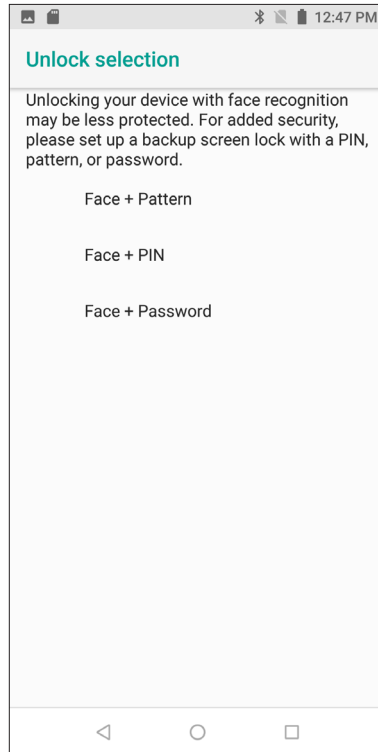 12:47 PM
Unlock selection
Unlocking your device with face recognition
may be less protected. For added security,
please set up a backup screen lock with a PIN,
pattern, or password.
Face + Pattern
Face + PIN
Face + Password